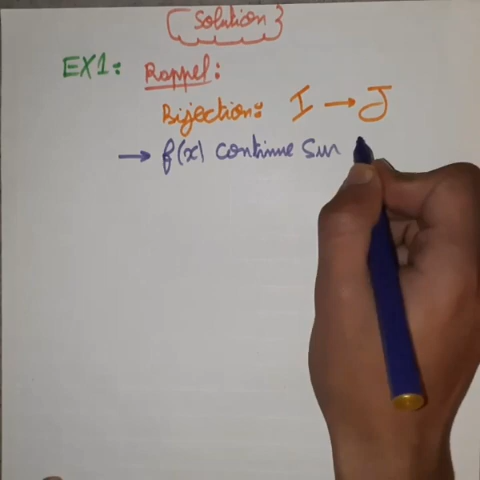 Solution
EX1: Rappel:
Bijection: I → J
→ f(x) continue sur